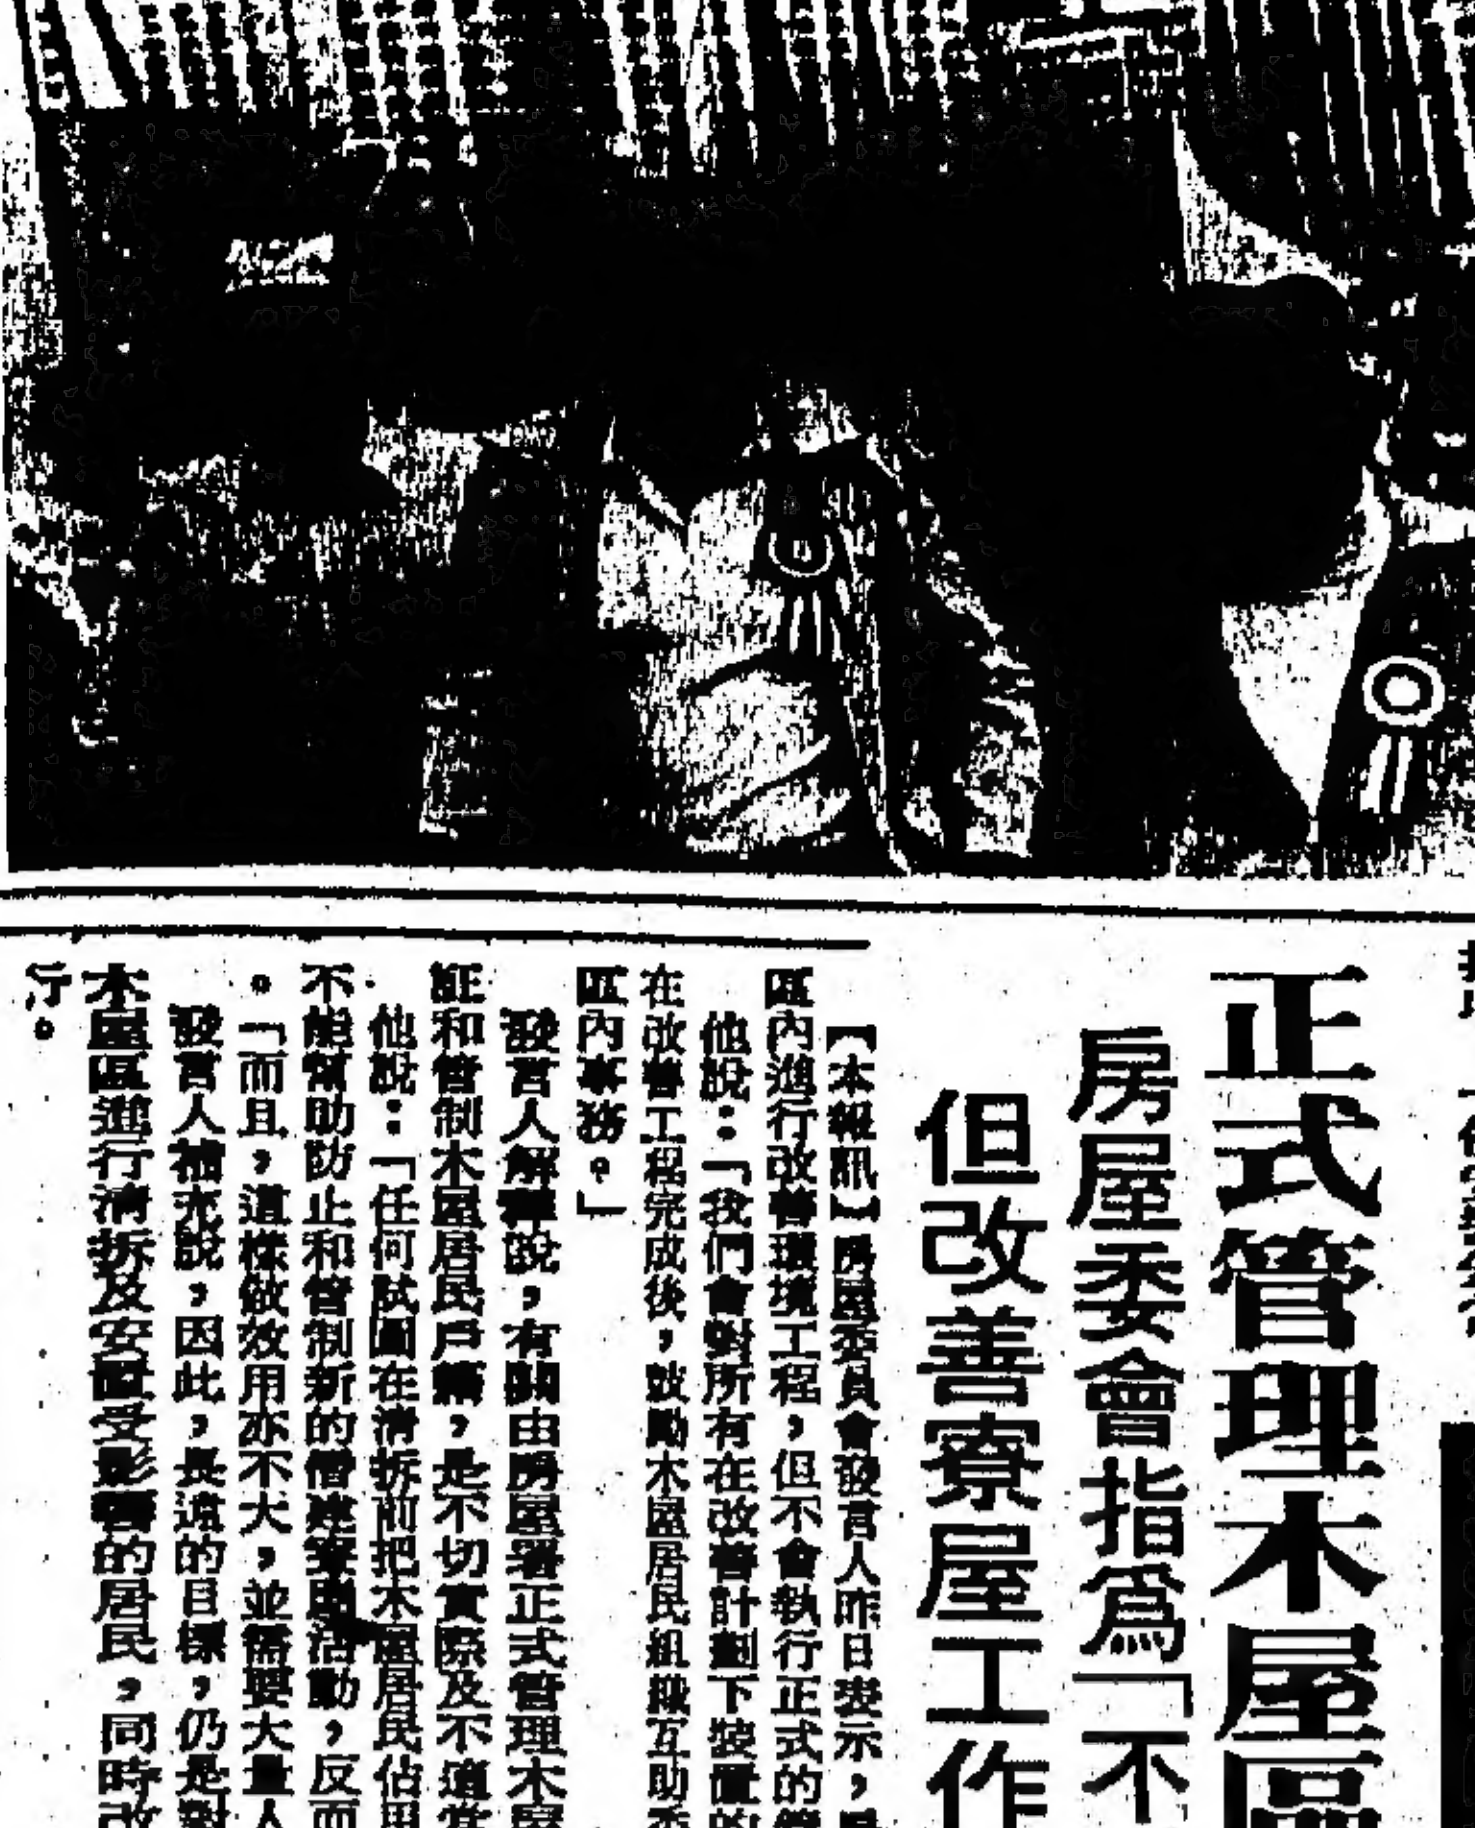 正式管理木屋區
房屋委會指為「不
但改善寮屋工作
【本報訊】房屋委員會發言人昨日表示,
區內進行改善環境工程,但不會執行正式的管
他說:「我們會對所有在改善計劃下裝置的
在改善工程完成後,鼓勵木屋居民組織互助委
區內事務。」
發言人解釋說,有關由房屋署正式管理木屋
証和管制木屋居民戶籍,是不切實際及不適當
他說:「任何試圖在清拆前把木屋居民佔用
不能幫助防止和管制新的僭建寮屋活動,反而
。「而且,這樣做效用亦不大,並需要大量人
發言人補充說,因此,長遠的目標,仍是對
木屋區進行清拆及安置受影響的居民,同時改
行。